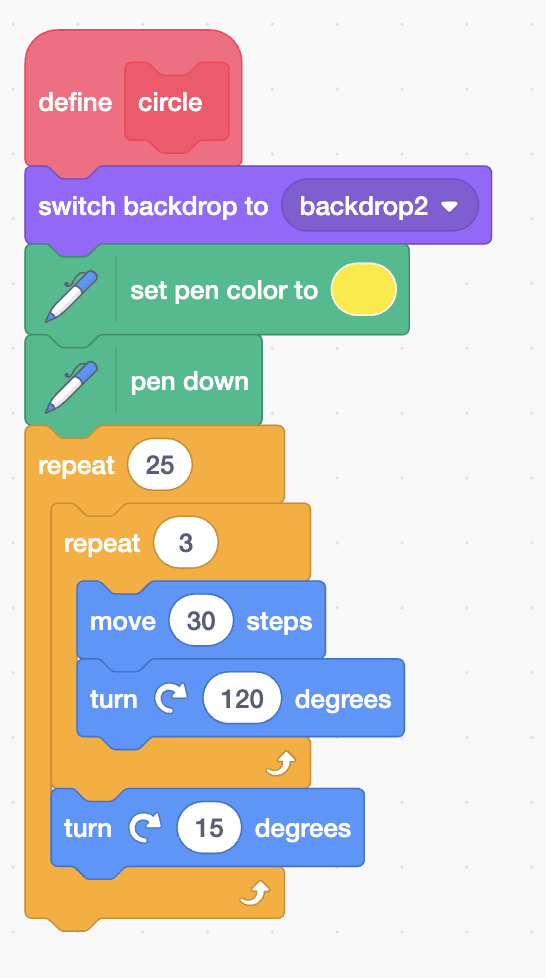 define circle
switch backdrop to backdrop2
set pen color to
pen down
repeat 25
repeat 3
move 30 steps
turn 120 degrees
turn 15 degrees